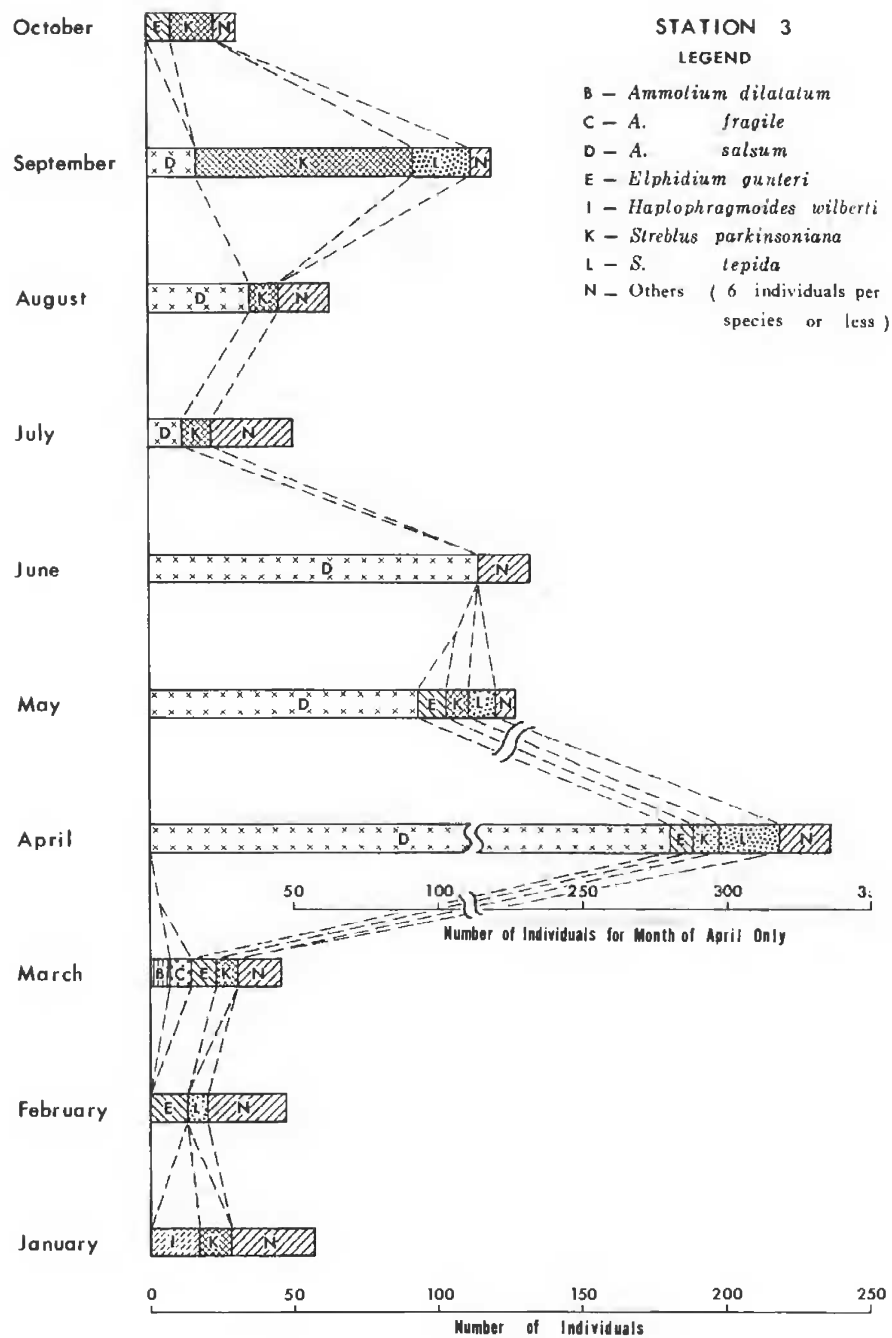 STATION 3
LEGEND
B – Ammotium dilatatum
C – A. fragile
D – A. salsum
E – Elphidium gunteri
I – Haplophragmoides wilberti
K – Streblus parkinsoniana
L – S. tepida
N – Others ( 6 individuals per
species or less )
October E K N
September D K L N
August D K N
July D K N
June D N
May D E K L N
April D E K L N
50 100 250 300 3
Number of Individuals for Month of April Only
March B C E K N
February E L N
January I K N
0 50 100 150 200 250
Number of Individuals